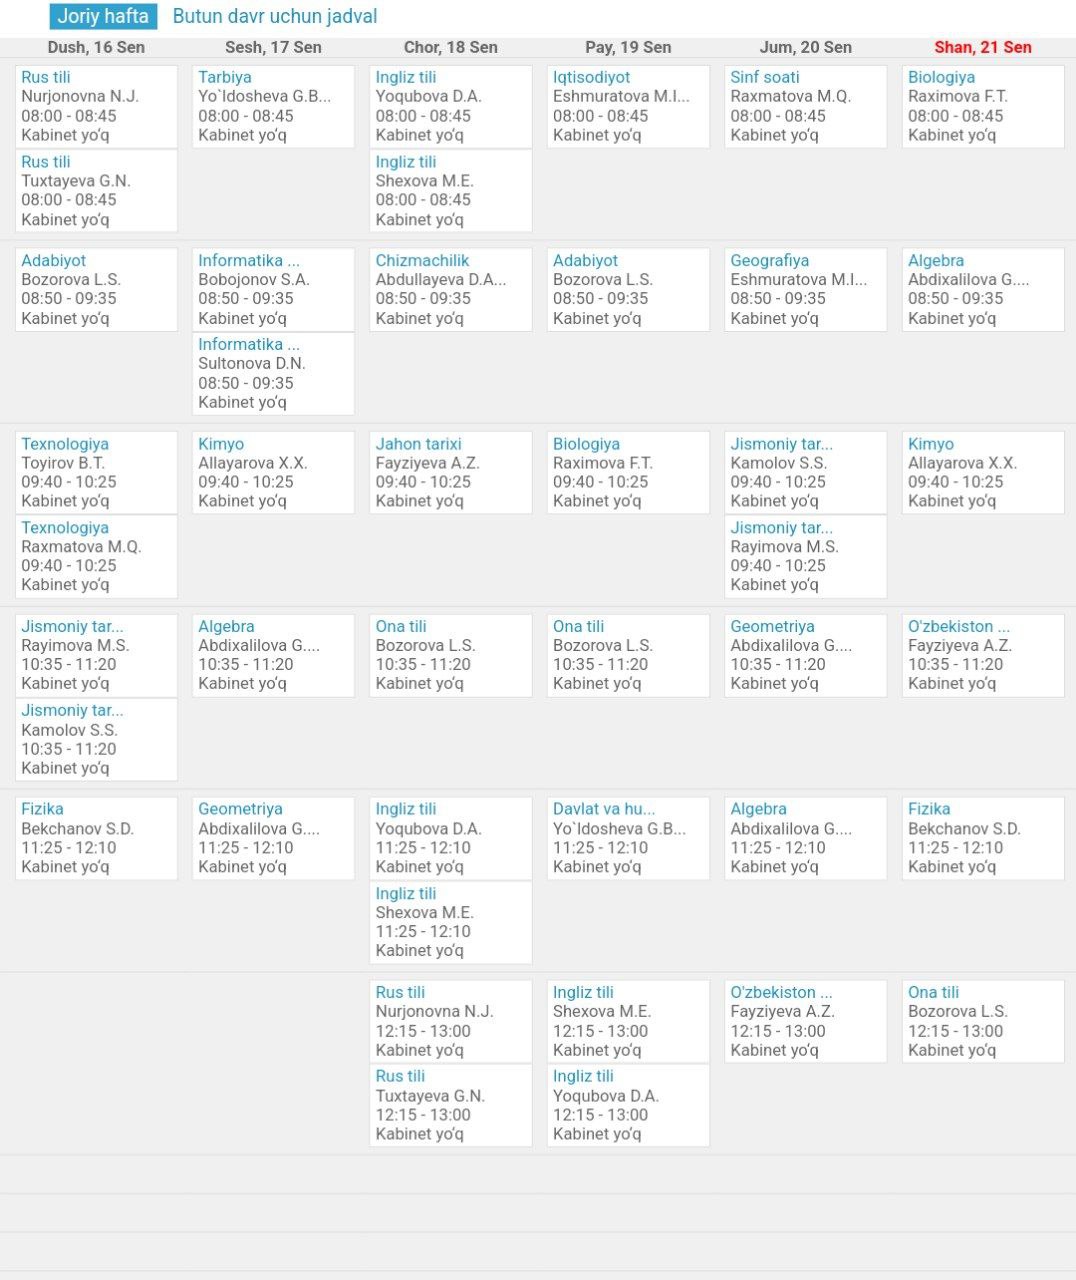 Joriy hafta Butun davr uchun jadval
Dush, 16 Sen Sesh, 17 Sen Chor, 18 Sen Pay, 19 Sen Jum, 20 Sen Shan, 21 Sen
Rus tili Tarbiya Ingliz tili Iqtisodiyot Sinf soati Biologiya
Nurjonovna N.J. Yo`ldosheva G.B... Yoqubova D.A. Eshmuratova M.I... Raxmatova M.Q. Raximova F.T.
08:00 - 08:45 08:00 - 08:45 08:00 - 08:45 08:00 - 08:45 08:00 - 08:45 08:00 - 08:45
Kabinet yo‘q Kabinet yo‘q Kabinet yo‘q Kabinet yo‘q Kabinet yo‘q Kabinet yo‘q
Rus tili Ingliz tili
Tuxtayeva G.N. Shexova M.E.
08:00 - 08:45 08:00 - 08:45
Kabinet yo‘q Kabinet yo‘q
Adabiyot Informatika ... Chizmachilik Adabiyot Geografiya Algebra
Bozorova L.S. Bobojonov S.A. Abdullayeva D.A... Bozorova L.S. Eshmuratova M.I... Abdixalilova G....
08:50 - 09:35 08:50 - 09:35 08:50 - 09:35 08:50 - 09:35 08:50 - 09:35 08:50 - 09:35
Kabinet yo‘q Kabinet yo‘q Kabinet yo‘q Kabinet yo‘q Kabinet yo‘q Kabinet yo‘q
Informatika ...
Sultonova D.N.
08:50 - 09:35
Kabinet yo‘q
Texnologiya Kimyo Jahon tarixi Biologiya Jismoniy tar... Kimyo
Toyirov B.T. Allayarova X.X. Fayziyeva A.Z. Raximova F.T. Kamolov S.S. Allayarova X.X.
09:40 - 10:25 09:40 - 10:25 09:40 - 10:25 09:40 - 10:25 09:40 - 10:25 09:40 - 10:25
Kabinet yo‘q Kabinet yo‘q Kabinet yo‘q Kabinet yo‘q Kabinet yo‘q Kabinet yo‘q
Texnologiya Jismoniy tar...
Raxmatova M.Q. Rayimova M.S.
09:40 - 10:25 09:40 - 10:25
Kabinet yo‘q Kabinet yo‘q
Jismoniy tar... Algebra Ona tili Ona tili Geometriya O'zbekiston ...
Rayimova M.S. Abdixalilova G.... Bozorova L.S. Bozorova L.S. Abdixalilova G.... Fayziyeva A.Z.
10:35 - 11:20 10:35 - 11:20 10:35 - 11:20 10:35 - 11:20 10:35 - 11:20 10:35 - 11:20
Kabinet yo‘q Kabinet yo‘q Kabinet yo‘q Kabinet yo‘q Kabinet yo‘q Kabinet yo‘q
Jismoniy tar...
Kamolov S.S.
10:35 - 11:20
Kabinet yo‘q
Fizika Geometriya Ingliz tili Davlat va hu... Algebra Fizika
Bekchanov S.D. Abdixalilova G.... Yoqubova D.A. Yo`ldosheva G.B... Abdixalilova G.... Bekchanov S.D.
11:25 - 12:10 11:25 - 12:10 11:25 - 12:10 11:25 - 12:10 11:25 - 12:10 11:25 - 12:10
Kabinet yo‘q Kabinet yo‘q Kabinet yo‘q Kabinet yo‘q Kabinet yo‘q Kabinet yo‘q
Ingliz tili
Shexova M.E.
11:25 - 12:10
Kabinet yo‘q
Rus tili Ingliz tili O'zbekiston ... Ona tili
Nurjonovna N.J. Shexova M.E. Fayziyeva A.Z. Bozorova L.S.
12:15 - 13:00 12:15 - 13:00 12:15 - 13:00 12:15 - 13:00
Kabinet yo‘q Kabinet yo‘q Kabinet yo‘q Kabinet yo‘q
Rus tili Ingliz tili
Tuxtayeva G.N. Yoqubova D.A.
12:15 - 13:00 12:15 - 13:00
Kabinet yo‘q Kabinet yo‘q